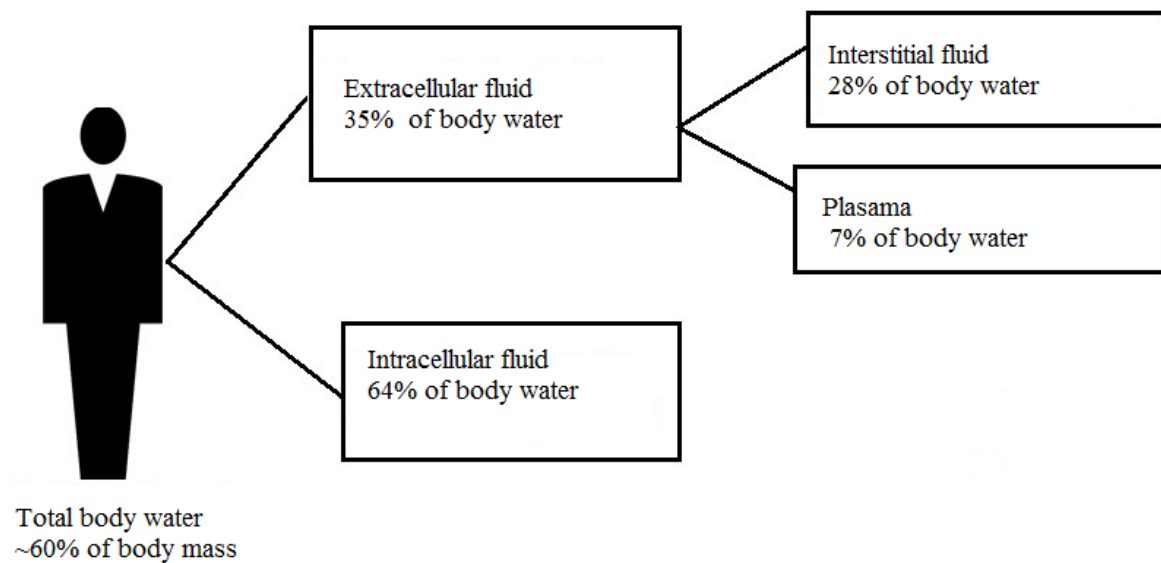 Extracellular fluid
35% of body water
Interstitial fluid
28% of body water
Plasama
7% of body water
Intracellular fluid
64% of body water
Total body water
~60% of body mass